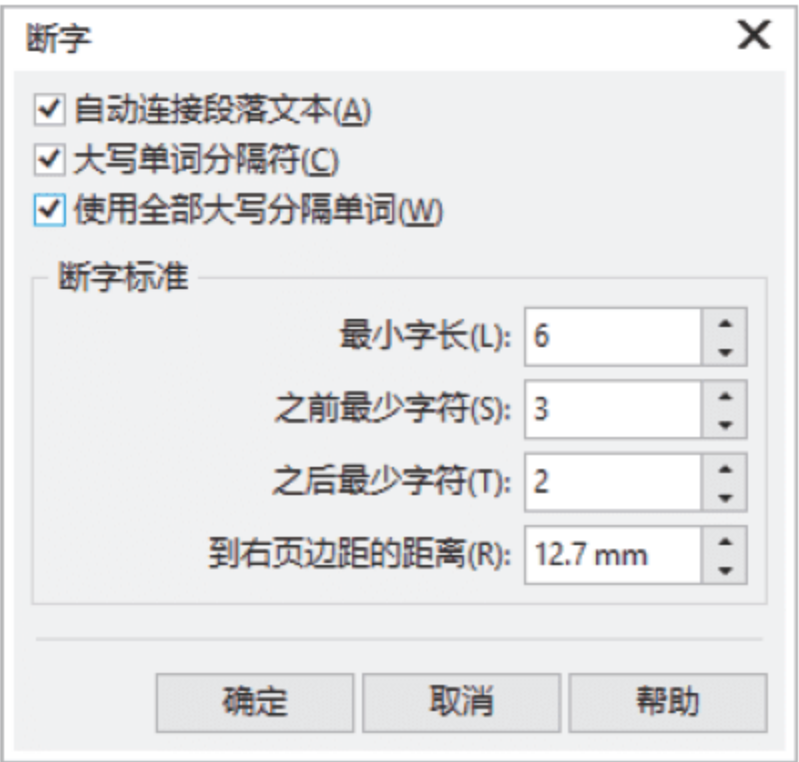 断字
自动连接段落文本(A)
大写单词分隔符(C)
使用全部大写分隔单词(W)
断字标准
最小字长(L): 6
之前最少字符(S): 3
之后最少字符(T): 2
到右页边距的距离(R): 12.7 mm
确定 取消 帮助